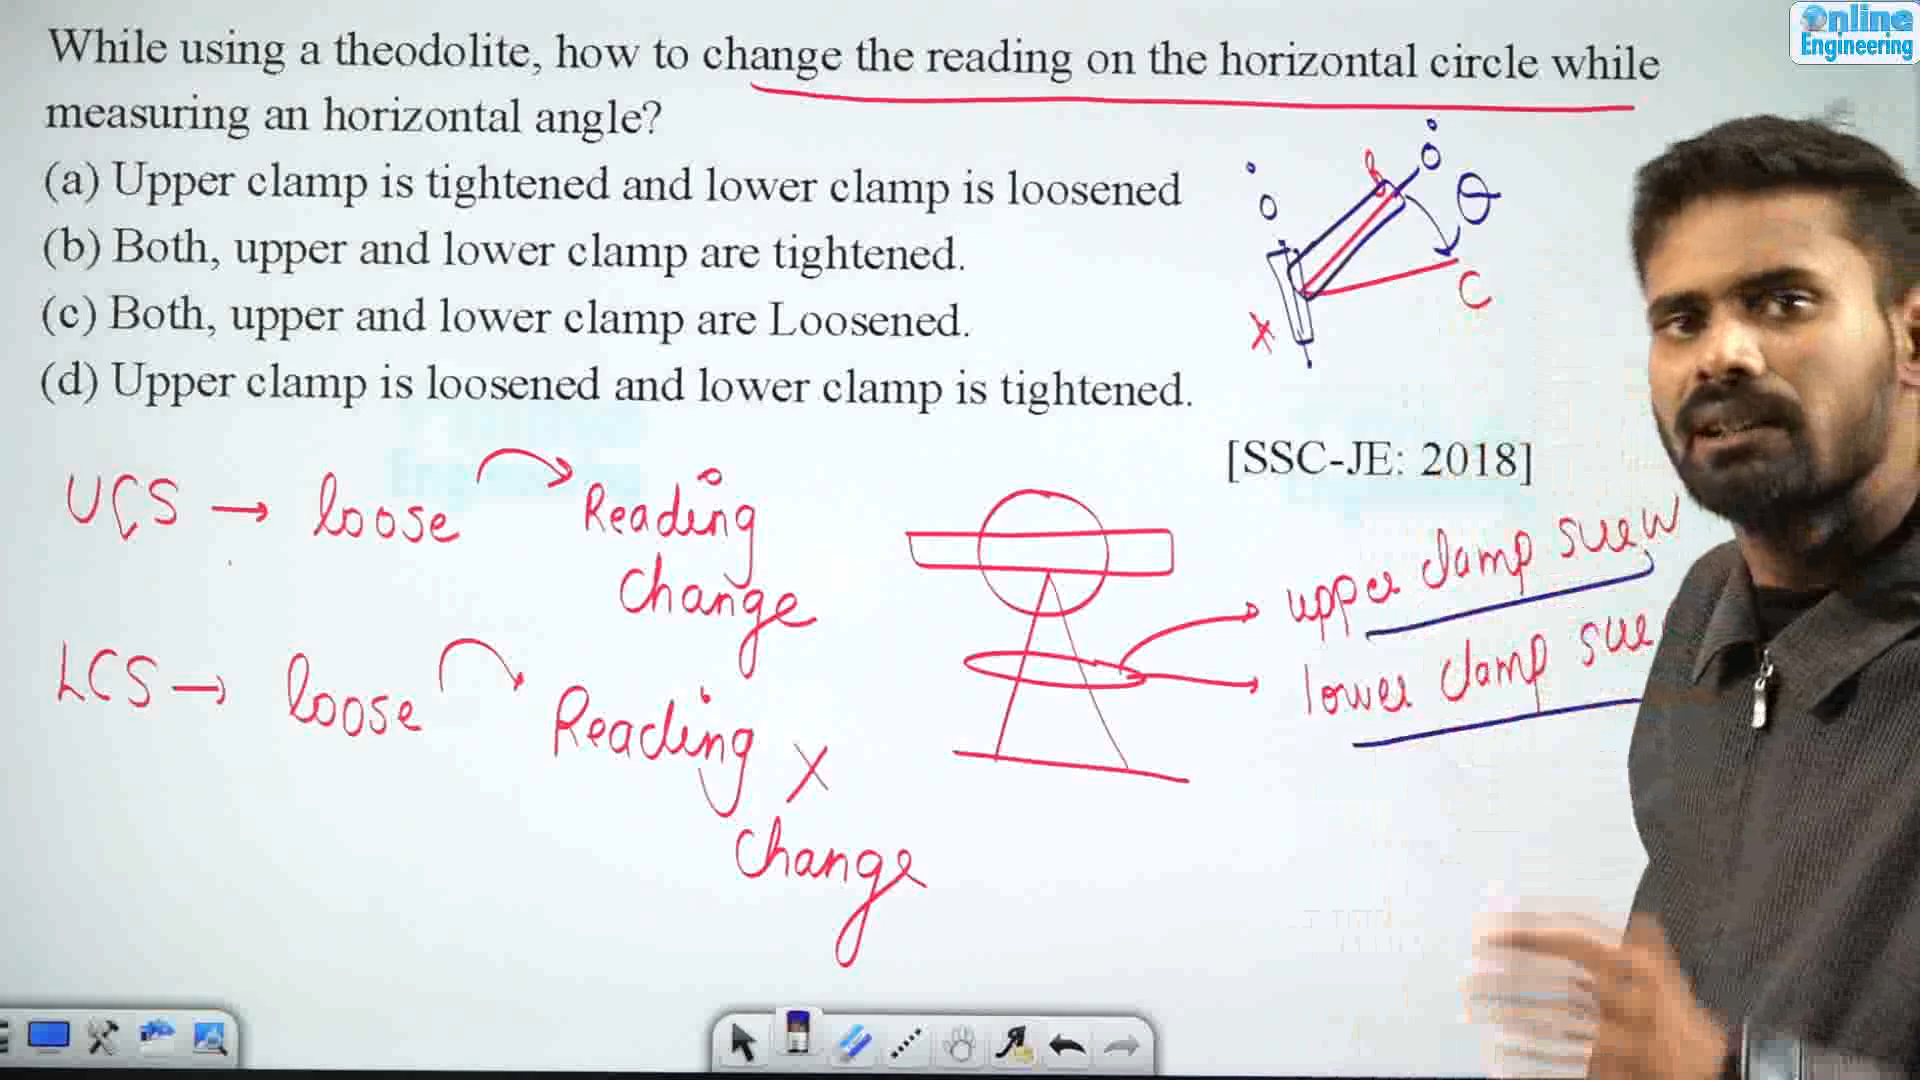 Online
Engineering
While using a theodolite, how to change the reading on the horizontal circle while
measuring an horizontal angle?
(a) Upper clamp is tightened and lower clamp is loosened
(b) Both, upper and lower clamp are tightened.
(c) Both, upper and lower clamp are Loosened.
(d) Upper clamp is loosened and lower clamp is tightened.
[SSC-JE: 2018]
θ
C
UCS → loose
Reading
change
upper clamp screw
LCS → loose
Reading X
change
lower clamp